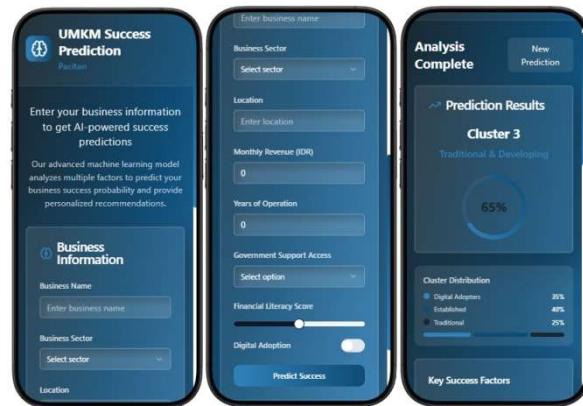 UMKM Success
Prediction
Pacitan
Enter your business information
to get AI-powered success
predictions
Our advanced machine learning model
analyzes multiple factors to predict your
business success probability and provide
personalized recommendations.
Business
Information
Business Name
Enter business name
Business Sector
Select sector
Location
Enter business name
Business Sector
Select sector
Location
Enter location
Monthly Revenue (IDR)
0
Years of Operation
0
Government Support Access
Select option
Financial Literacy Score
Digital Adoption
Predict Success
Analysis
Complete
New
Prediction
Prediction Results
Cluster 3
Traditional & Developing
65%
Cluster Distribution
Digital Adopters 35%
Established 40%
Traditional 25%
Key Success Factors